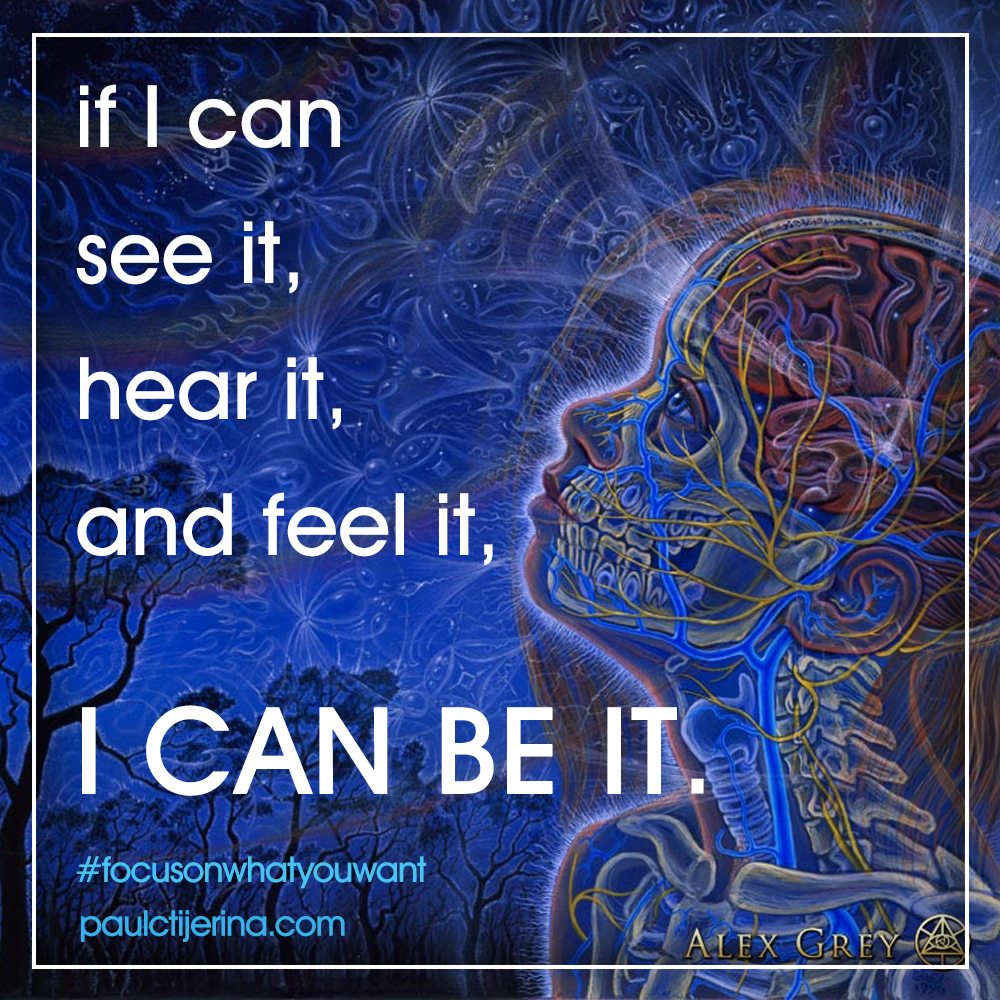 if I can
see it,
hear it,
and feel it,
I CAN BE IT.
#focusonwhatyouwant
paulctijerina.com
ALEX GREY